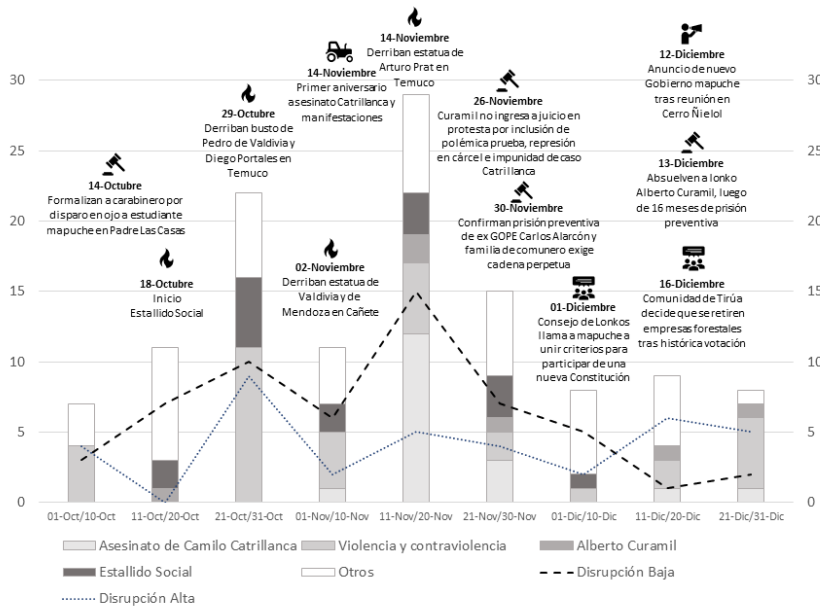 14-Noviembre
Derriban estatua de
Arturo Prat en
Temuco
12-Diciembre
Anuncio de nuevo
Gobierno mapuche
tras reunión en
Cerro Ñielol
14-Noviembre
Primer aniversario
asesinato Catrillanca y
manifestaciones
29-Octubre
Derriban busto de
Pedro de Valdivia y
Diego Portales en
Temuco
26-Noviembre
Curamil no ingresa a juicio en
protesta por inclusión de
polémica prueba, represión
en cárcel e impunidad de caso
Catrillanca
13-Diciembre
Absuelven a lonko
Alberto Curamil, luego
de 16 meses de prisión
preventiva
14-Octubre
Formalizan a carabinero por
disparo en ojo a estudiante
mapuche en Padre Las Casas
30-Noviembre
Confirman prisión preventiva
de ex GOPE Carlos Alarcón y
familia de comunero exige
cadena perpetua
18-Octubre
Inicio
Estallido Social
02-Noviembre
Derriban estatua de
Valdivia y de
Mendoza en Cañete
01-Diciembre
Consejo de Lonkos
llama a mapuche a
unir criterios para
participar de una
nueva Constitución
16-Diciembre
Comunidad de Tirúa
decide que se retiren
empresas forestales
tras histórica votación
30 30
25 25
20 20
15 15
10 10
5 5
0 0
01-Oct/10-Oct 11-Oct/20-Oct 21-Oct/31-Oct 01-Nov/10-Nov 11-Nov/20-Nov 21-Nov/30-Nov 01-Dic/10-Dic 11-Dic/20-Dic 21-Dic/31-Dic
Asesinato de Camilo Catrillanca Violencia y contraviolencia Alberto Curamil
Estallido Social Otros Disrupción Baja
Disrupción Alta